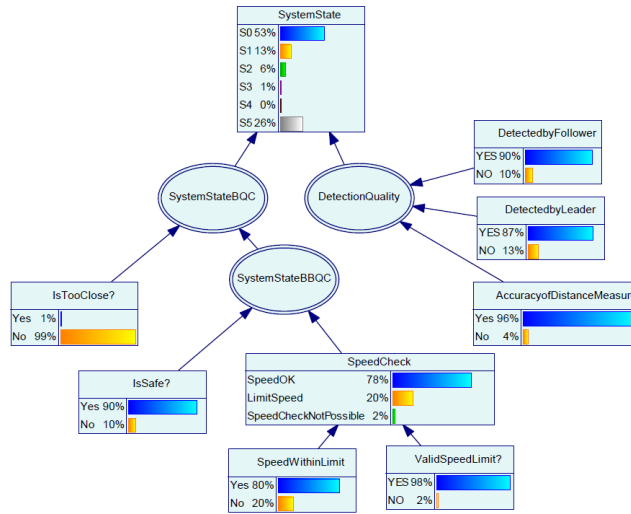 SystemState
S0 53%
S1 13%
S2 6%
S3 1%
S4 0%
S5 26%
DetectedbyFollower
YES 90%
NO 10%
SystemStateBQC
DetectionQuality
DetectedbyLeader
YES 87%
NO 13%
SystemStateBBQC
IsTooClose?
Yes 1%
No 99%
AccuracyofDistanceMeasur
Yes 96%
No 4%
SpeedCheck
SpeedOK 78%
LimitSpeed 20%
SpeedCheckNotPossible 2%
IsSafe?
Yes 90%
No 10%
SpeedWithinLimit
Yes 80%
No 20%
ValidSpeedLimit?
YES 98%
NO 2%